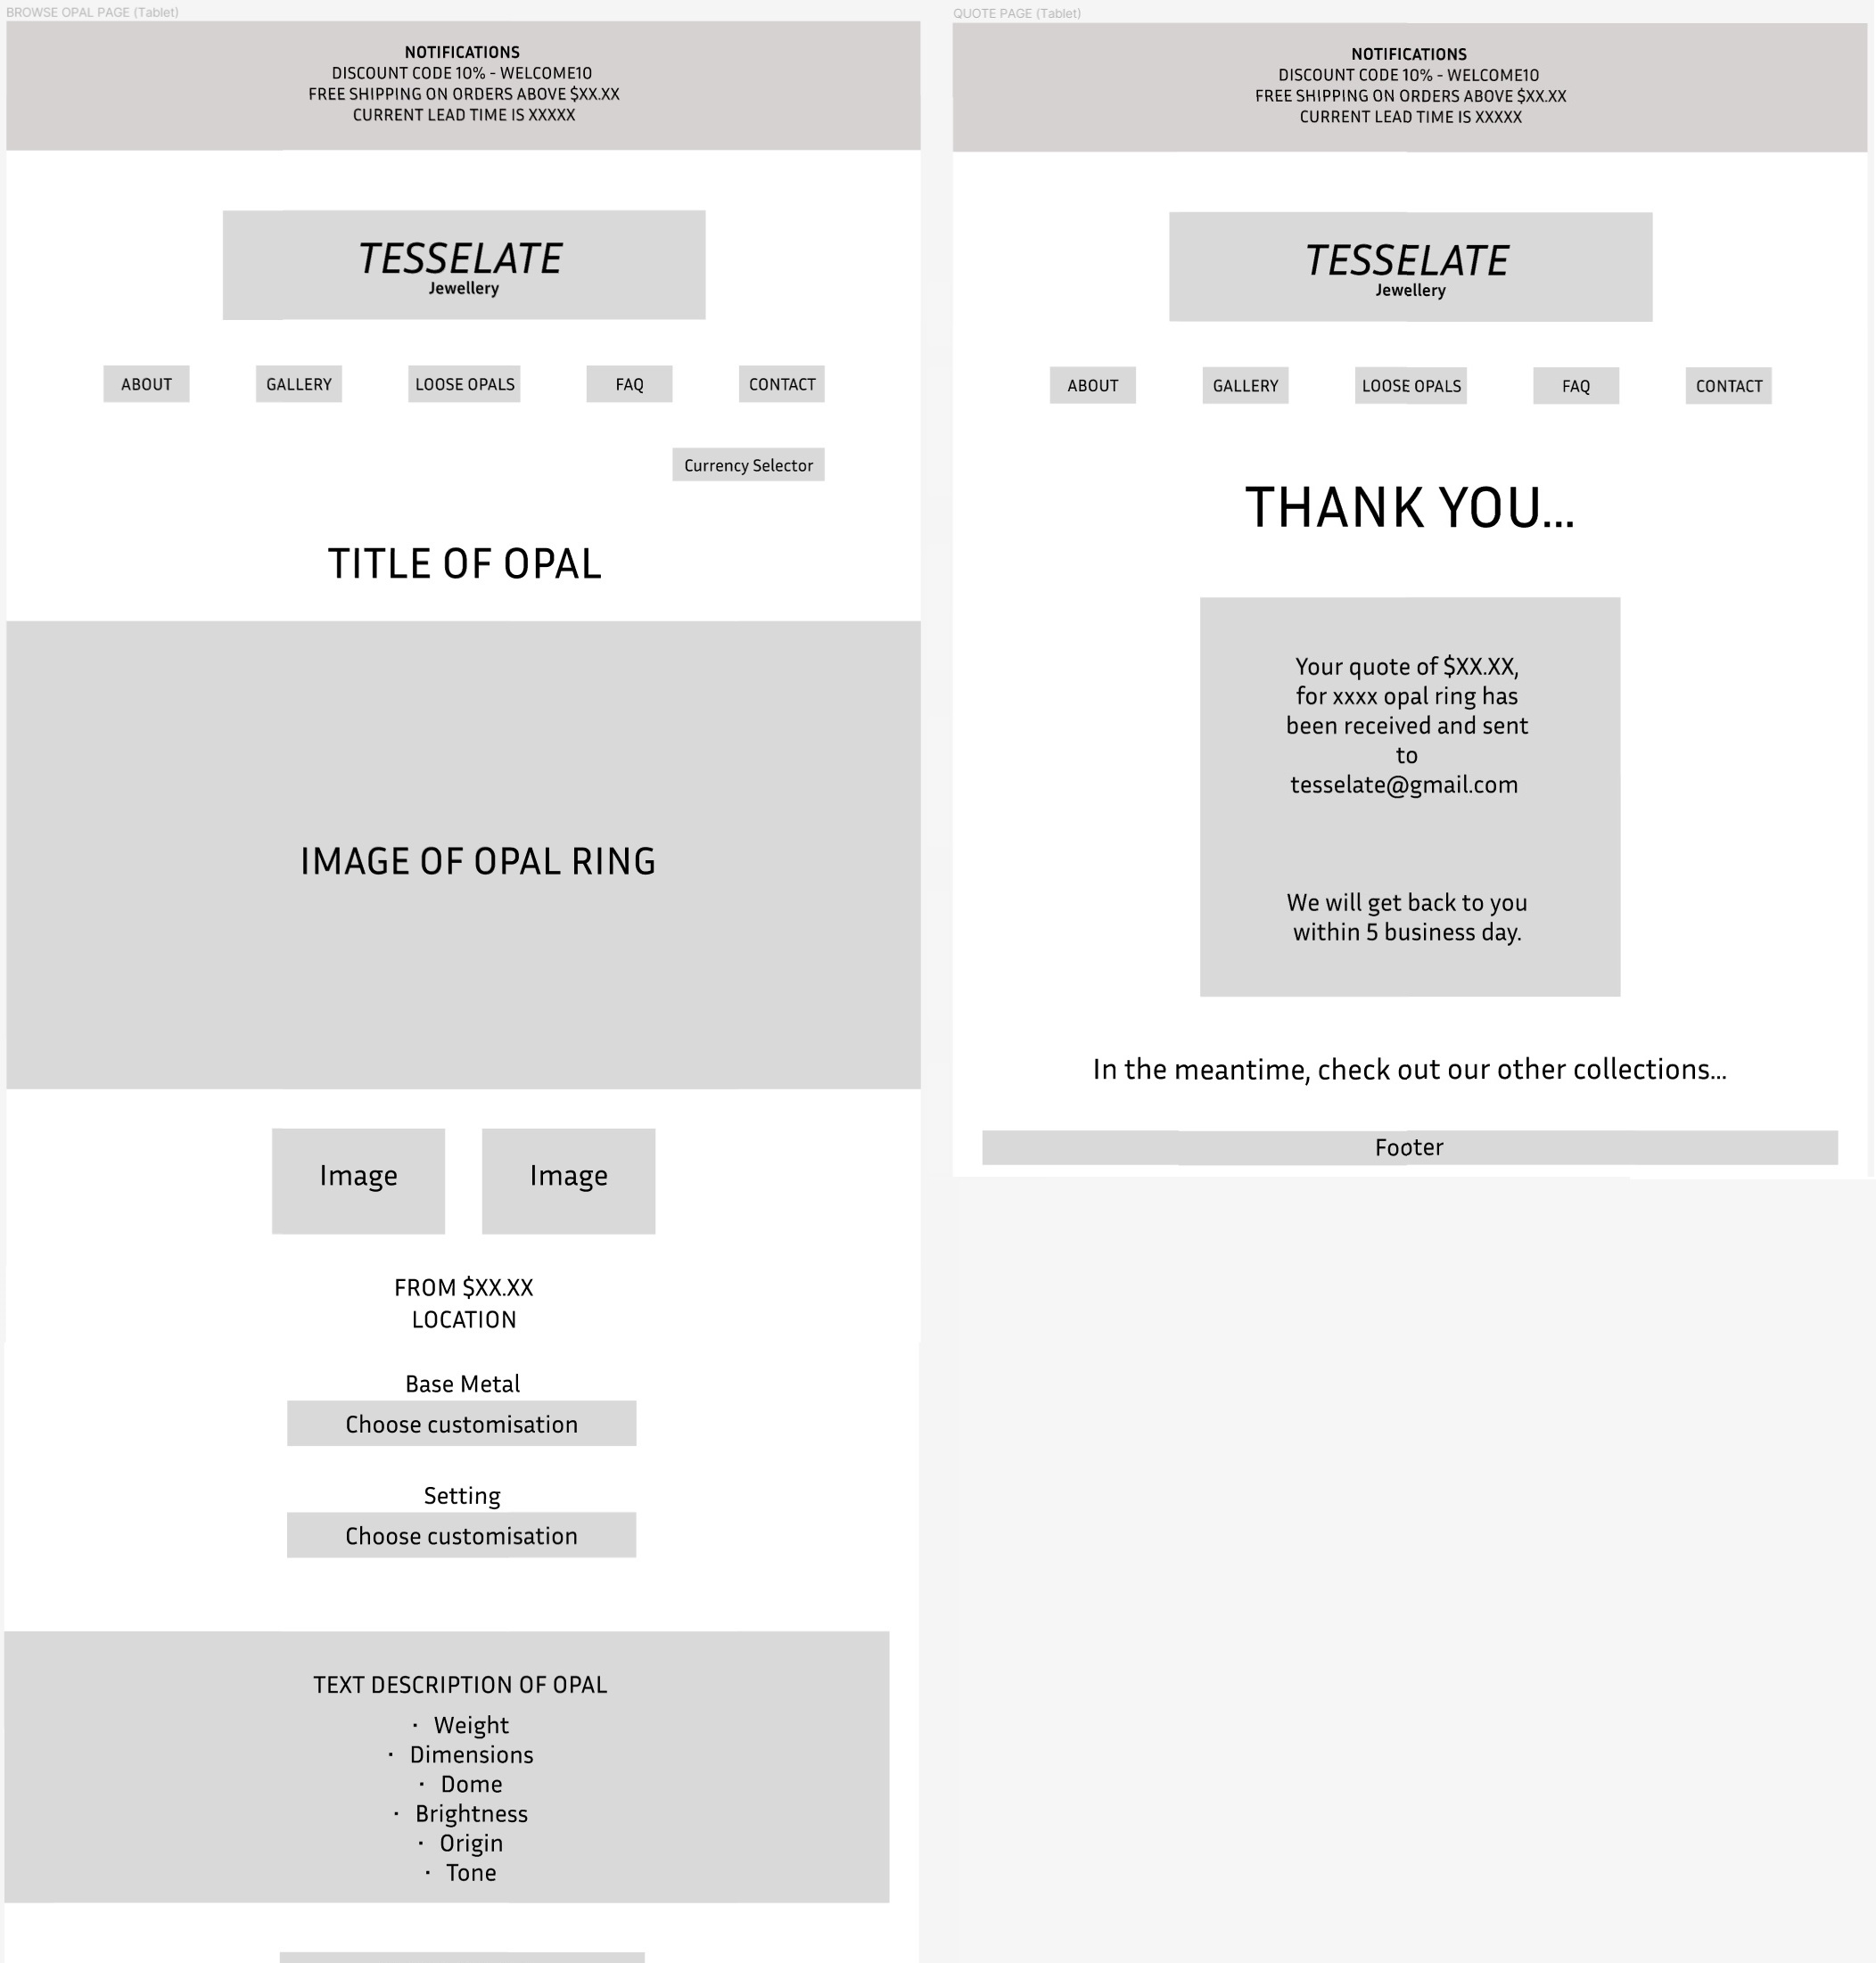 BROWSE OPAL PAGE (Tablet)
NOTIFICATIONS
DISCOUNT CODE 10% - WELCOME10
FREE SHIPPING ON ORDERS ABOVE $XX.XX
CURRENT LEAD TIME IS XXXXX
TESSELATE
Jewellery
ABOUT GALLERY LOOSE OPALS FAQ CONTACT
Currency Selector
TITLE OF OPAL
IMAGE OF OPAL RING
Image Image
FROM $XX.XX
LOCATION
Base Metal
Choose customisation
Setting
Choose customisation
TEXT DESCRIPTION OF OPAL
· Weight
· Dimensions
· Dome
· Brightness
· Origin
· Tone
QUOTE PAGE (Tablet)
NOTIFICATIONS
DISCOUNT CODE 10% - WELCOME10
FREE SHIPPING ON ORDERS ABOVE $XX.XX
CURRENT LEAD TIME IS XXXXX
TESSELATE
Jewellery
ABOUT GALLERY LOOSE OPALS FAQ CONTACT
THANK YOU...
Your quote of $XX.XX,
for xxxx opal ring has
been received and sent
to
tesselate@gmail.com
We will get back to you
within 5 business day.
In the meantime, check out our other collections...
Footer